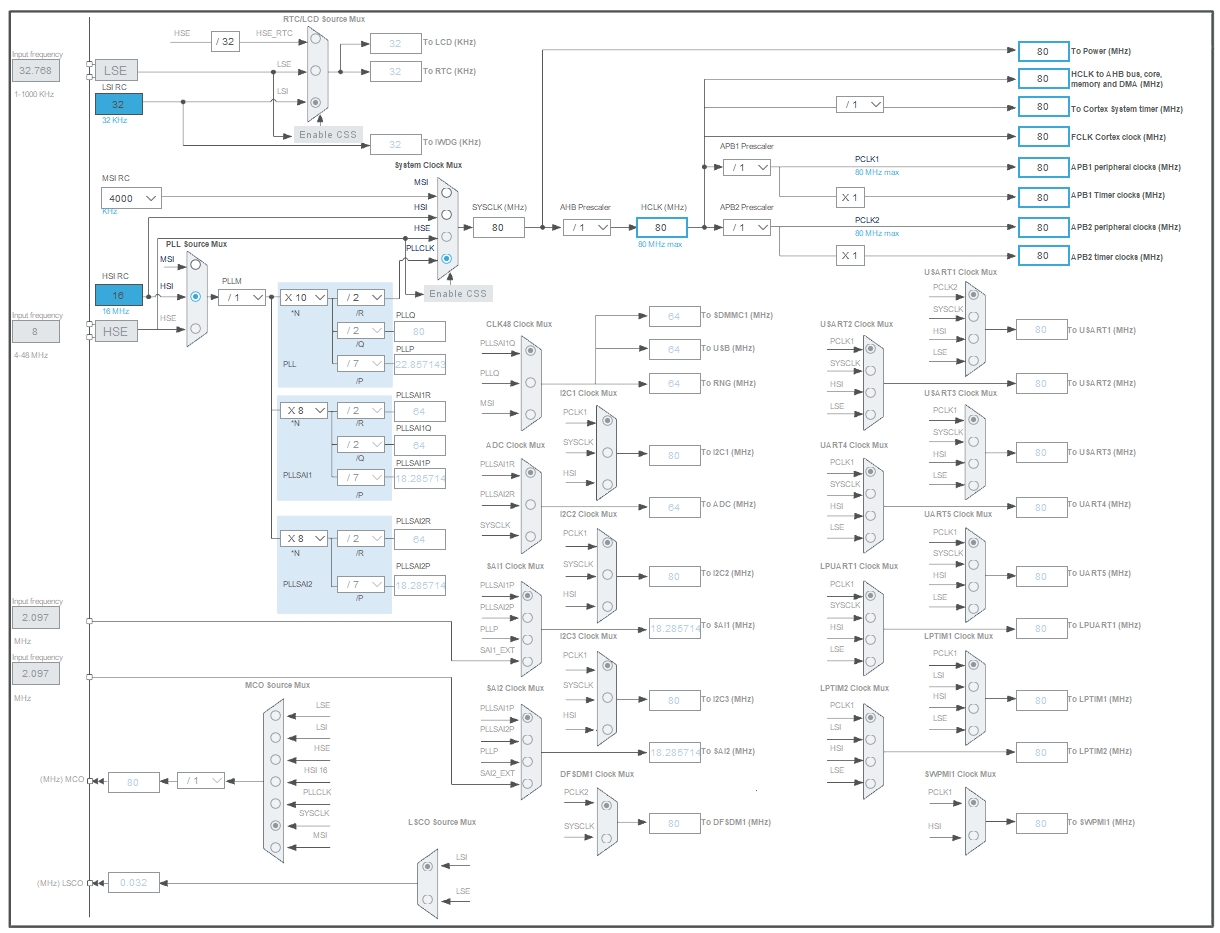 RTC/LCD Source Mux
HSE
/ 32
HSE_RTC
32
To LCD (KHz)
Input frequency
32.768
1-1000 KHz
LSE
LSE
32
To RTC (KHz)
LSI RC
32
32 KHz
LSI
Enable CSS
32
To IWDG (KHz)
80
To Power (MHz)
80
HCLK to AHB bus, core,
memory and DMA (MHz)
/ 1
80
To Cortex System timer (MHz)
80
FCLK Cortex clock (MHz)
APB1 Prescaler
/ 1
PCLK1
80 MHz max
80
APB1 peripheral clocks (MHz)
X 1
80
APB1 Timer clocks (MHz)
System Clock Mux
MSI RC
4000
KHz
MSI
HSI
HSE
PLLCLK
SYSCLK (MHz)
80
AHB Prescaler
/ 1
HCLK (MHz)
80
80 MHz max
APB2 Prescaler
/ 1
PCLK2
80 MHz max
80
APB2 peripheral clocks (MHz)
X 1
80
APB2 timer clocks (MHz)
Enable CSS
PLL Source Mux
MSI
HSI
HSE
HSI RC
16
16 MHz
Input frequency
8
4-48 MHz
HSE
PLLM
/ 1
X 10
*N
/ 2
/R
PLLQ
/ 2
80
/Q
PLLP
/ 7
22.857143
/P
PLL
X 8
*N
PLLSAI1R
/ 2
64
/R
PLLSAI1Q
/ 2
64
/Q
PLLSAI1P
/ 7
18.285714
/P
PLLSAI1
X 8
*N
PLLSAI2R
/ 2
64
/R
PLLSAI2P
/ 7
18.285714
/P
PLLSAI2
CLK48 Clock Mux
PLLSAI1Q
PLLQ
MSI
64
To SDMMC1 (MHz)
64
To USB (MHz)
64
To RNG (MHz)
I2C1 Clock Mux
PCLK1
SYSCLK
HSI
80
To I2C1 (MHz)
ADC Clock Mux
PLLSAI1R
PLLSAI2R
SYSCLK
64
To ADC (MHz)
I2C2 Clock Mux
PCLK1
SYSCLK
HSI
80
To I2C2 (MHz)
SAI1 Clock Mux
PLLSAI1P
PLLSAI2P
PLLP
SAI1_EXT
18.285714
To SAI1 (MHz)
I2C3 Clock Mux
PCLK1
SYSCLK
HSI
80
To I2C3 (MHz)
SAI2 Clock Mux
PLLSAI1P
PLLSAI2P
PLLP
SAI2_EXT
18.285714
To SAI2 (MHz)
DFSDM1 Clock Mux
PCLK2
SYSCLK
80
To DFSDM1 (MHz)
USART1 Clock Mux
PCLK2
SYSCLK
HSI
LSE
80
To USART1 (MHz)
USART2 Clock Mux
PCLK1
SYSCLK
HSI
LSE
80
To USART2 (MHz)
USART3 Clock Mux
PCLK1
SYSCLK
HSI
LSE
80
To USART3 (MHz)
UART4 Clock Mux
PCLK1
SYSCLK
HSI
LSE
80
To UART4 (MHz)
UART5 Clock Mux
PCLK1
SYSCLK
HSI
LSE
80
To UART5 (MHz)
LPUART1 Clock Mux
PCLK1
SYSCLK
HSI
LSE
80
To LPUART1 (MHz)
LPTIM1 Clock Mux
PCLK1
LSI
HSI
LSE
80
To LPTIM1 (MHz)
LPTIM2 Clock Mux
PCLK1
LSI
HSI
LSE
80
To LPTIM2 (MHz)
SWPMI1 Clock Mux
PCLK1
HSI
80
To SWPMI1 (MHz)
Input frequency
2.097
MHz
Input frequency
2.097
MHz
MCO Source Mux
LSE
LSI
HSE
HSI 16
PLLCLK
SYSCLK
MSI
(MHz) MCO
80
/ 1
LSCO Source Mux
LSI
LSE
(MHz) LSCO
0.032